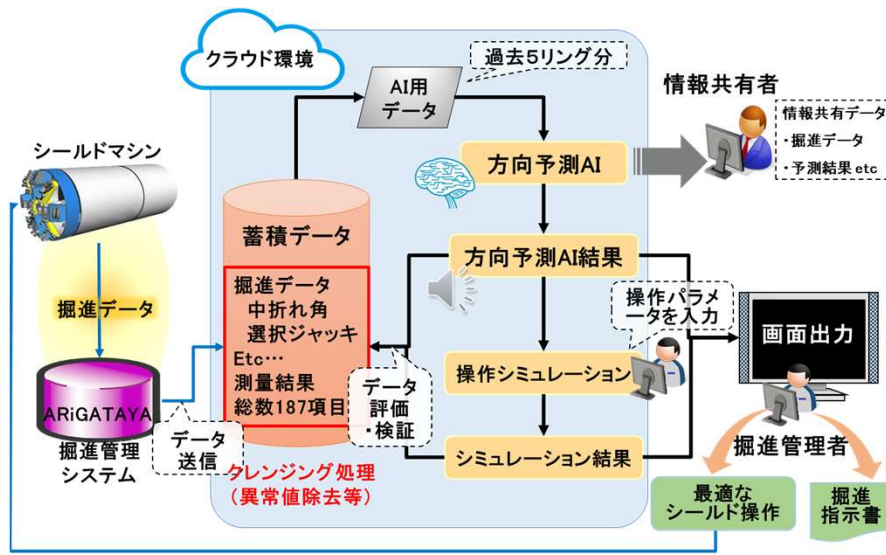 クラウド環境
AI用
データ
過去5リング分
情報共有者
情報共有データ
・掘進データ
・予測結果 etc
シールドマシン
方向予測AI
蓄積データ
方向予測AI結果
掘進データ
掘進データ
中折れ角
選択ジャッキ
Etc…
測量結果
総数187項目
操作パラメ
ータを入力
画面出力
操作シミュレーション
データ
評価
・検証
ARiGATAYA
掘進管理
システム
データ
送信
シミュレーション結果
掘進管理者
クレンジング処理
（異常値除去等）
最適な
シールド操作
掘進
指示書